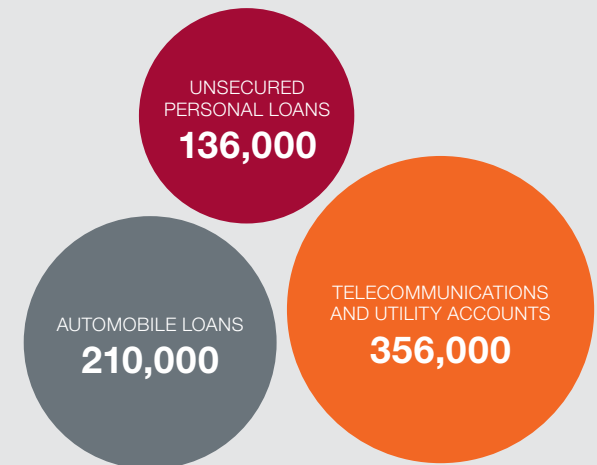 UNSECURED
PERSONAL LOANS
136,000
TELECOMMUNICATIONS
AND UTILITY ACCOUNTS
356,000
AUTOMOBILE LOANS
210,000